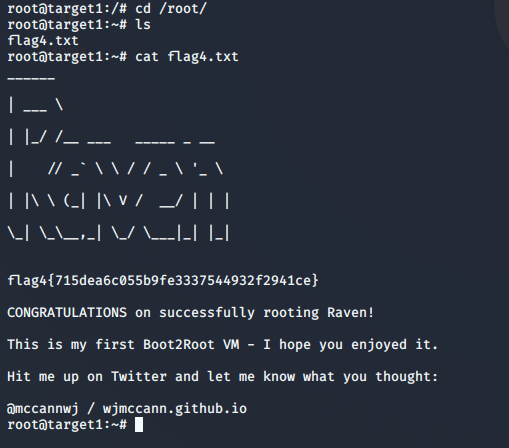 root@target1:/# cd /root/
root@target1:~# ls
flag4.txt
root@target1:~# cat flag4.txt
______
| ___ \
| |_/ /__ ___   _____ _ __
|    // _` \ \ / / _ \ '_ \
| |\ \ (_| |\ V /  __/ | | |
\_| \_\__,_| \_/ \___|_| |_|
flag4{715dea6c055b9fe3337544932f2941ce}
CONGRATULATIONS on successfully rooting Raven!
This is my first Boot2Root VM - I hope you enjoyed it.
Hit me up on Twitter and let me know what you thought:
@mccannwj / wjmccann.github.io
root@target1:~#